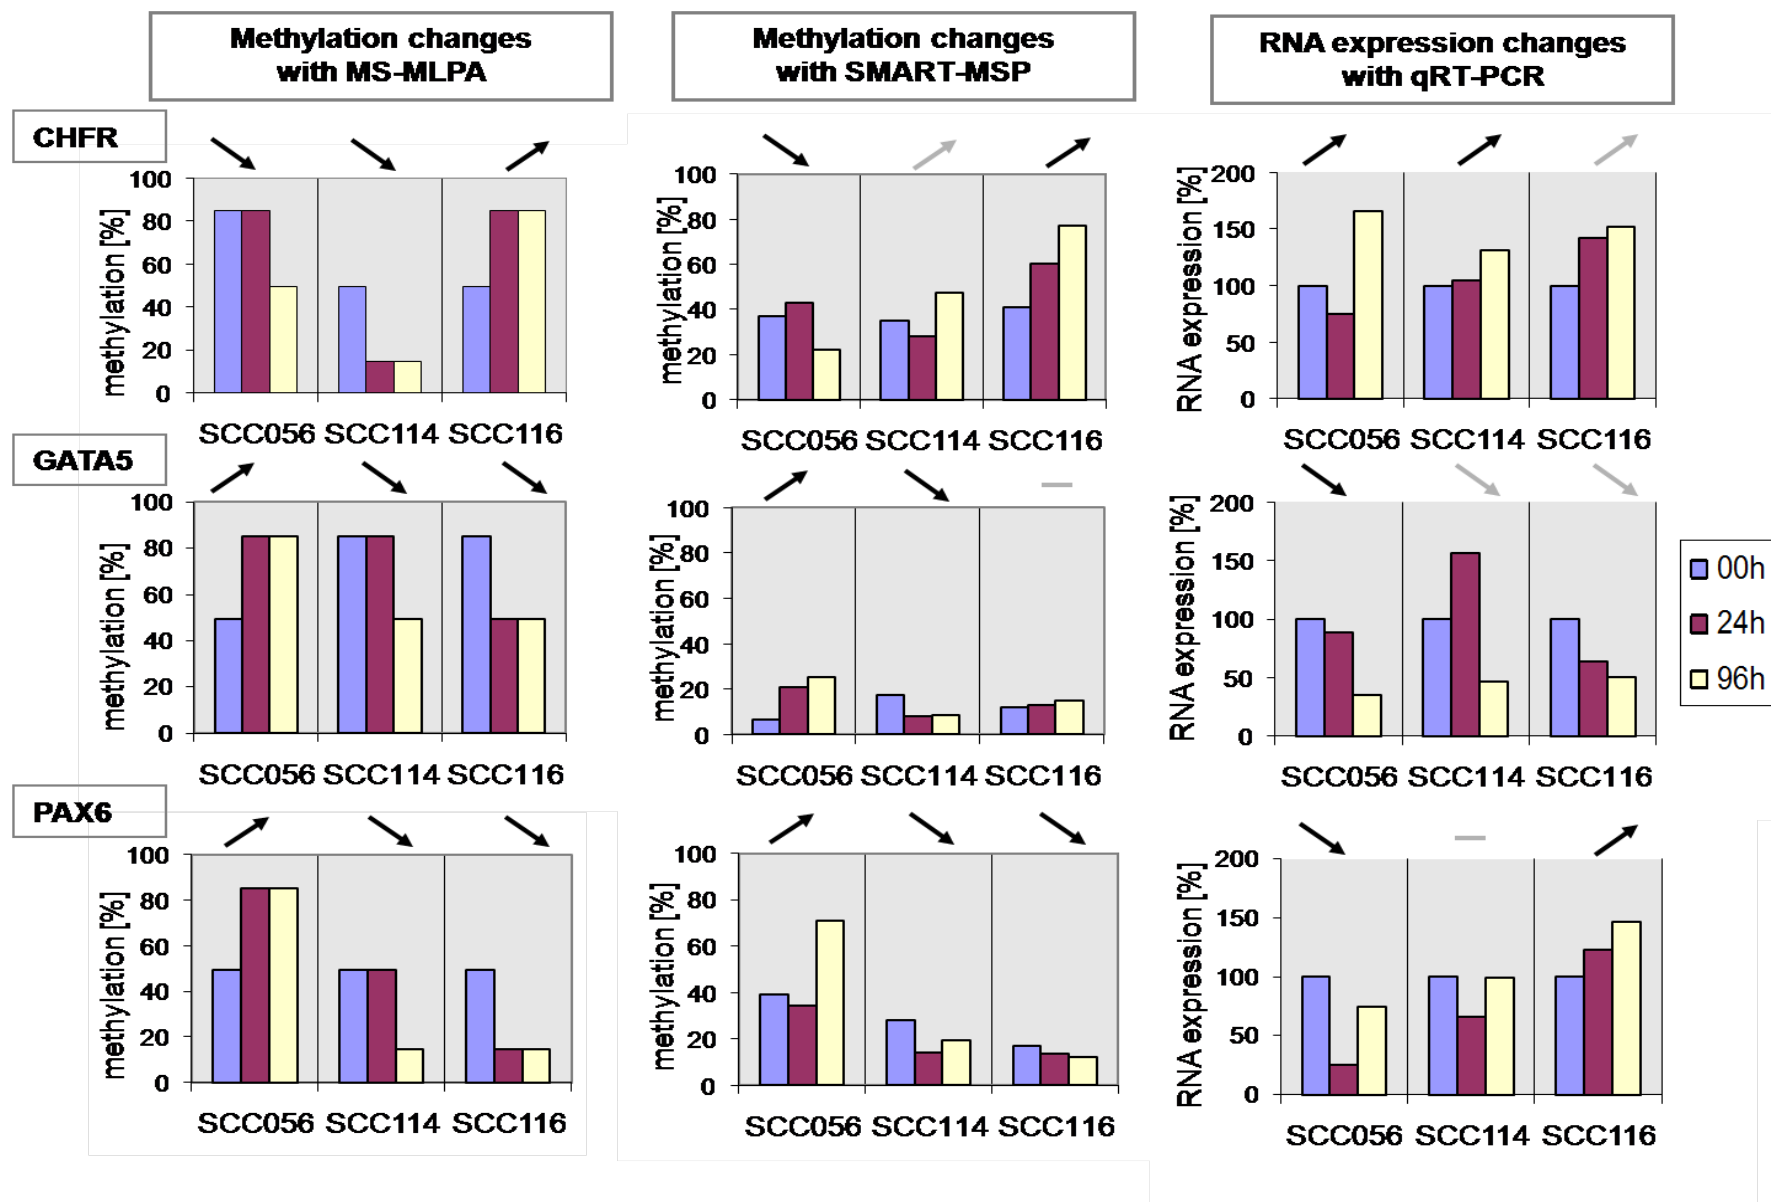 Methylation changes
with MS-MLPA
Methylation changes
with SMART-MSP
RNA expression changes
with qRT-PCR
CHFR
methylation [%]
100
80
60
40
20
0
SCC056 SCC114 SCC116
methylation [%]
100
80
60
40
20
0
SCC056 SCC114 SCC116
RNA expression [%]
200
150
100
50
0
SCC056 SCC114 SCC116
GATA5
methylation [%]
100
80
60
40
20
0
SCC056 SCC114 SCC116
methylation [%]
100
80
60
40
20
0
SCC056 SCC114 SCC116
RNA expression [%]
200
150
100
50
0
SCC056 SCC114 SCC116
00h
24h
96h
PAX6
methylation [%]
100
80
60
40
20
0
SCC056 SCC114 SCC116
methylation [%]
100
80
60
40
20
0
SCC056 SCC114 SCC116
RNA expression [%]
200
150
100
50
0
SCC056 SCC114 SCC116